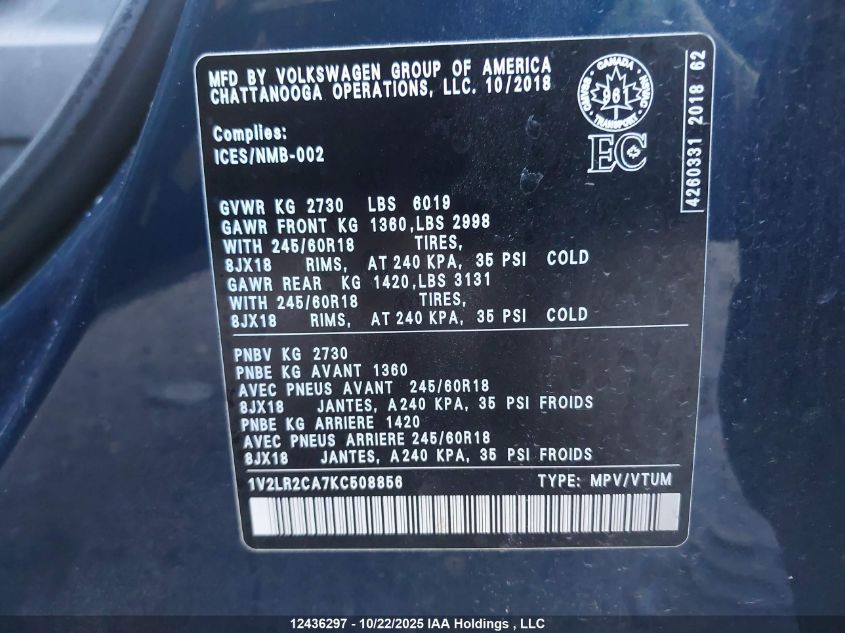 MFD BY VOLKSWAGEN GROUP OF AMERICA
CHATTANOOGA OPERATIONS, LLC. 10/2018
Complies:
ICES/NMB-002
CANADA
961
TRANSPORT
EC
4260331 2018 62
GVWR KG 2730 LBS 6019
GAWR FRONT KG 1360,LBS 2998
WITH 245/60R18 TIRES,
8JX18 RIMS, AT 240 KPA, 35 PSI COLD
GAWR REAR KG 1420,LBS 3131
WITH 245/60R18 TIRES,
8JX18 RIMS, AT 240 KPA, 35 PSI COLD
PNBV KG 2730
PNBE KG AVANT 1360
AVEC PNEUS AVANT 245/60R18
8JX18 JANTES, A 240 KPA, 35 PSI FROIDS
PNBE KG ARRIERE 1420
AVEC PNEUS ARRIERE 245/60R18
8JX18 JANTES, A 240 KPA, 35 PSI FROIDS
1V2LR2CA7KC508856 TYPE: MPV/VTUM
12436297 - 10/22/2025 IAA Holdings , LLC